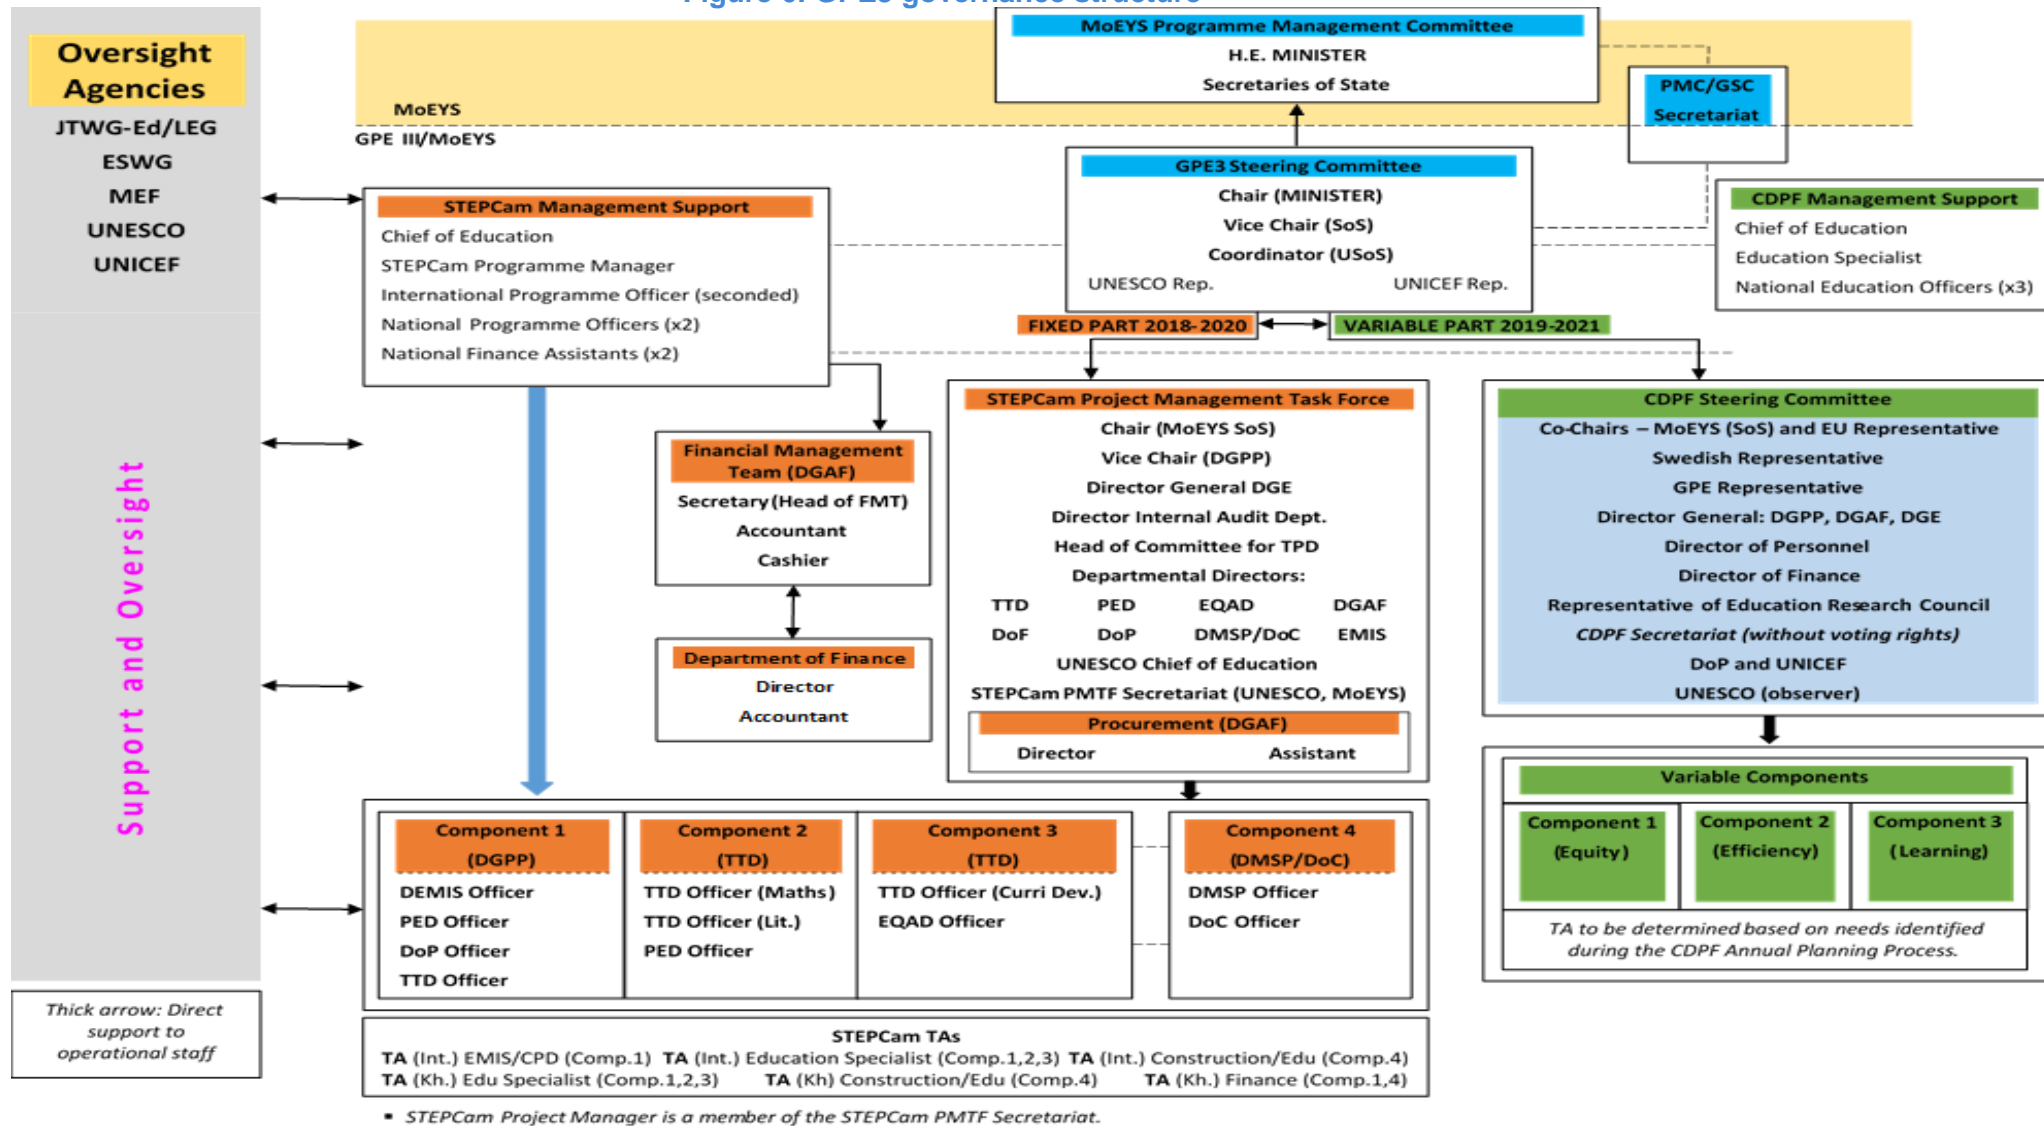 Oversight
Agencies
JTWG-Ed/LEG
ESWG
MEF
UNESCO
UNICEF
Support and Oversight
Thick arrow: Direct
support to
operational staff
MoEYS
GPE III/MoEYS
MoEYS Programme Management Committee
H.E. MINISTER
Secretaries of State
PMC/GSC
Secretariat
GPE3 Steering Committee
Chair (MINISTER)
Vice Chair (SoS)
Coordinator (USoS)
UNESCO Rep. UNICEF Rep.
STEPCam Management Support
Chief of Education
STEPCam Programme Manager
International Programme Officer (seconded)
National Programme Officers (x2)
National Finance Assistants (x2)
CDPF Management Support
Chief of Education
Education Specialist
National Education Officers (x3)
FIXED PART 2018-2020
VARIABLE PART 2019-2021
Financial Management
Team (DGAF)
Secretary (Head of FMT)
Accountant
Cashier
Department of Finance
Director
Accountant
STEPCam Project Management Task Force
Chair (MoEYS SoS)
Vice Chair (DGPP)
Director General DGE
Director Internal Audit Dept.
Head of Committee for TPD
Departmental Directors:
TTD PED EQAD DGAF
DoF DoP DMSP/DoC EMIS
UNESCO Chief of Education
STEPCam PMTF Secretariat (UNESCO, MoEYS)
Procurement (DGAF)
Director Assistant
CDPF Steering Committee
Co-Chairs – MoEYS (SoS) and EU Representative
Swedish Representative
GPE Representative
Director General: DGPP, DGAF, DGE
Director of Personnel
Director of Finance
Representative of Education Research Council
CDPF Secretariat (without voting rights)
DoP and UNICEF
UNESCO (observer)
Component 1
(DGPP)
DEMIS Officer
PED Officer
DoP Officer
TTD Officer
Component 2
(TTD)
TTD Officer (Maths)
TTD Officer (Lit.)
PED Officer
Component 3
(TTD)
TTD Officer (Curri Dev.)
EQAD Officer
Component 4
(DMSP/DoC)
DMSP Officer
DoC Officer
Variable Components
Component 1
(Equity)
Component 2
(Efficiency)
Component 3
(Learning)
TA to be determined based on needs identified
during the CDPF Annual Planning Process.
STEPCam TAs
TA (Int.) EMIS/CPD (Comp.1) TA (Int.) Education Specialist (Comp.1,2,3) TA (Int.) Construction/Edu (Comp.4)
TA (Kh.) Edu Specialist (Comp.1,2,3) TA (Kh) Construction/Edu (Comp.4) TA (Kh.) Finance (Comp.1,4)
▪ STEPCam Project Manager is a member of the STEPCam PMTF Secretariat.